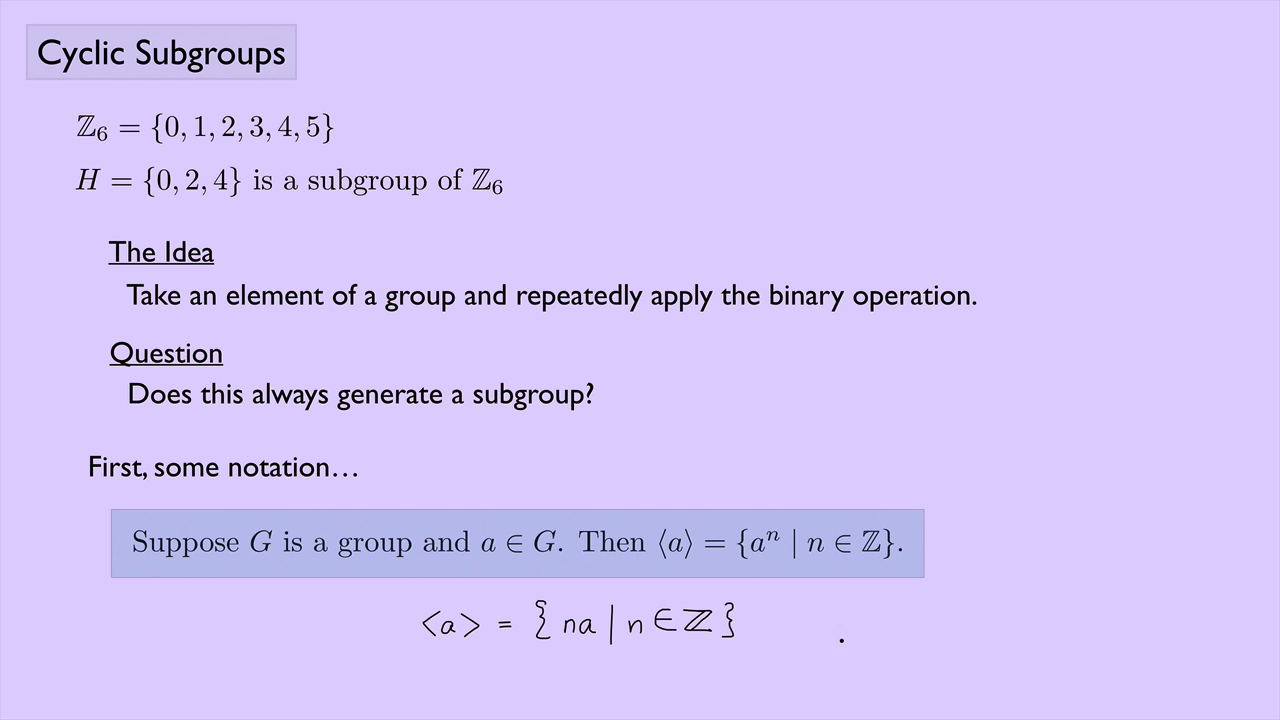 Cyclic Subgroups
ℤ₆ = {0, 1, 2, 3, 4, 5}
H = {0, 2, 4} is a subgroup of ℤ₆
The Idea
Take an element of a group and repeatedly apply the binary operation.
Question
Does this always generate a subgroup?
First, some notation…
Suppose G is a group and a ∈ G. Then ⟨a⟩ = {aⁿ | n ∈ ℤ}.
<a> = { na | n ∈ ℤ }